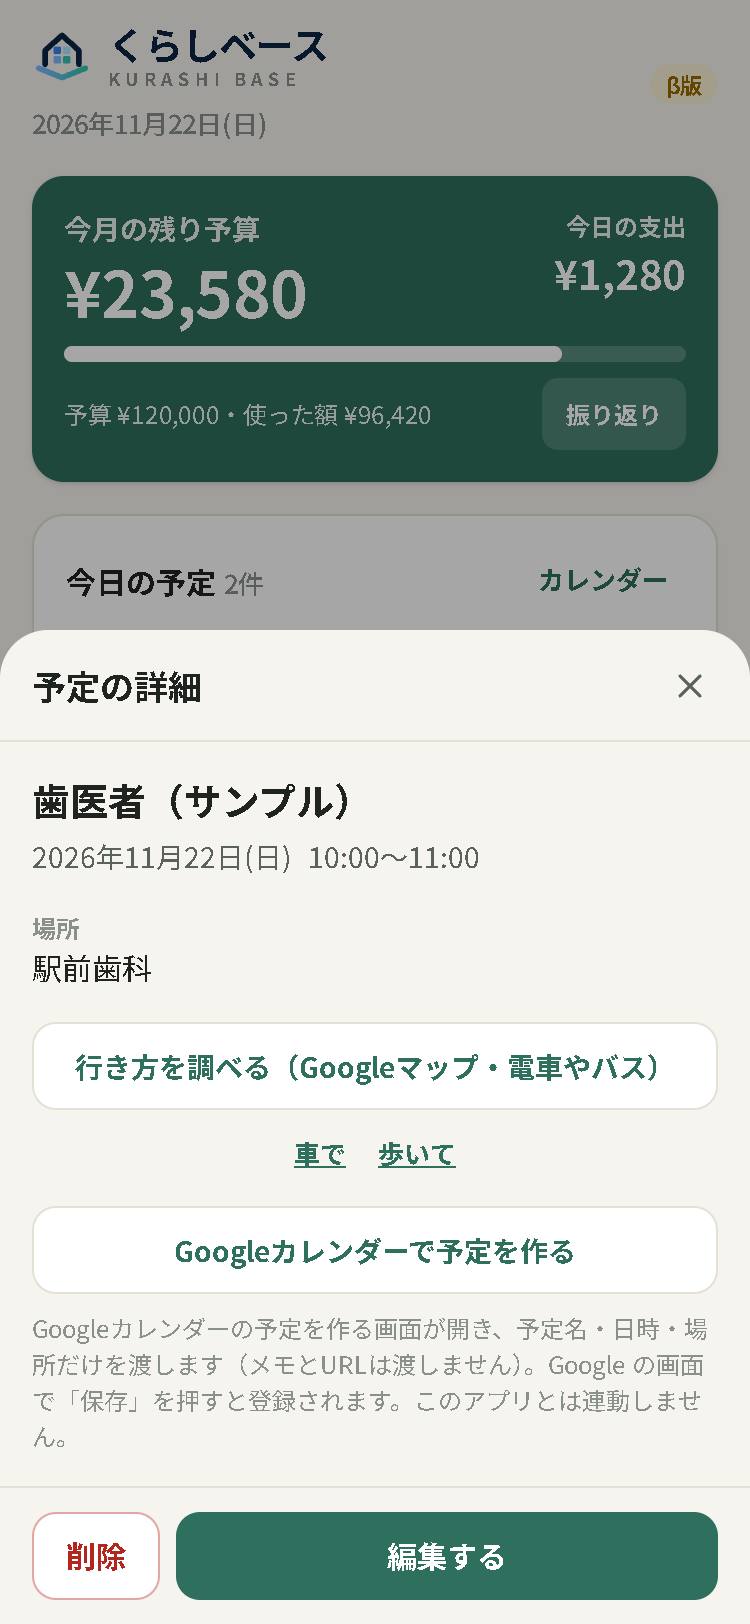 くらしベース
KURASHI BASE
β版
2026年11月22日(日)
今月の残り予算
今日の支出
¥23,580
¥1,280
予算 ¥120,000・使った額 ¥96,420
振り返り
今日の予定 2件
カレンダー
予定の詳細
歯医者（サンプル）
2026年11月22日(日) 10:00〜11:00
場所
駅前歯科
行き方を調べる（Googleマップ・電車やバス）
車で 歩いて
Googleカレンダーで予定を作る
Googleカレンダーの予定を作る画面が開き、予定名・日時・場
所だけを渡します（メモとURLは渡しません）。Google の画面
で「保存」を押すと登録されます。このアプリとは連動しませ
ん。
削除
編集する